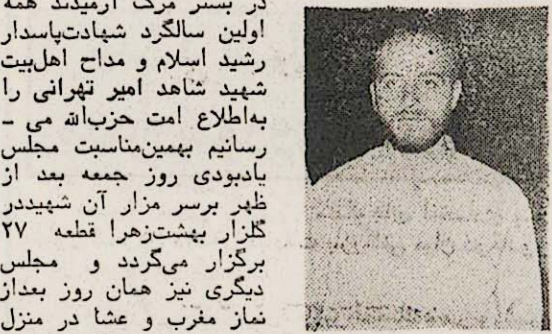 در بستر مرگ آرمیدند همه
اولین سالگرد شهادت‌پاسدار
رشید اسلام و مداح اهل‌بیت
شهید شاهد امیر تهرانی را
به‌اطلاع امت حزب‌الله می -
رسانیم بهمین‌مناسبت مجلس
یادبودی روز جمعه بعد از
ظهر برسر مزار آن شهیددر
گلزار بهشت‌زهرا قطعه ۲۷
برگزار می‌گردد و مجلس
دیگری نیز همان روز بعداز
نماز مغرب و عشا در منزل